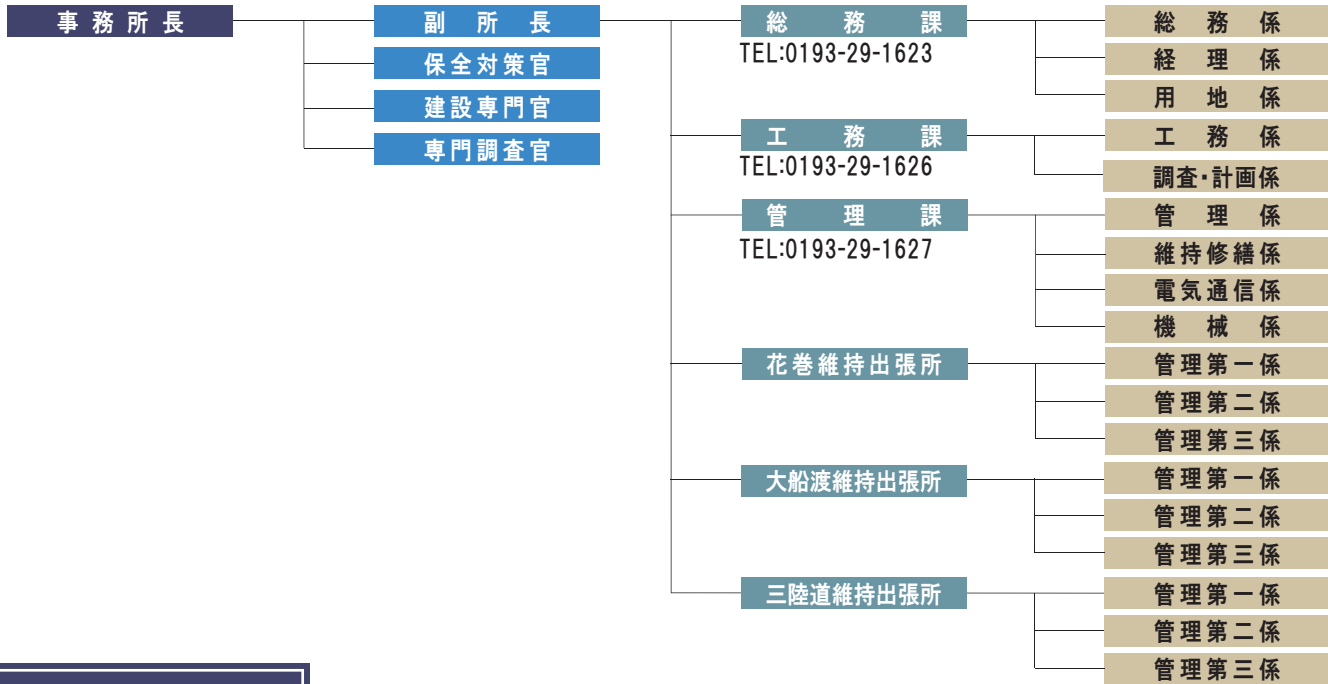 事務所長
副所長
保全対策官
建設専門官
専門調査官
総務課
TEL:0193-29-1623
総務係
経理係
用地係
工務課
TEL:0193-29-1626
工務係
調査・計画係
管理課
TEL:0193-29-1627
管理係
維持修繕係
電気通信係
機械係
花巻維持出張所
管理第一係
管理第二係
管理第三係
大船渡維持出張所
管理第一係
管理第二係
管理第三係
三陸道維持出張所
管理第一係
管理第二係
管理第三係